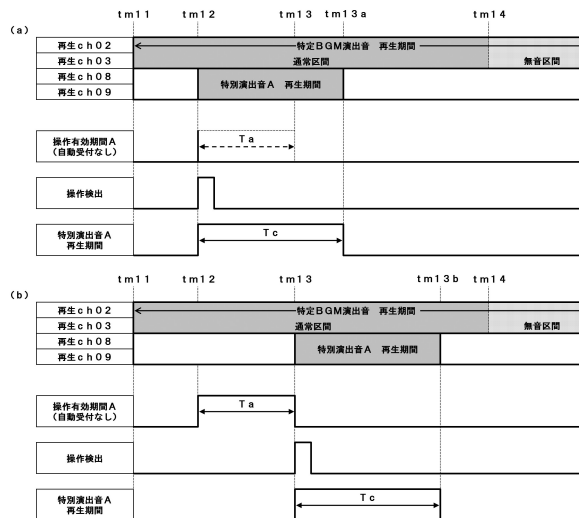 ｔｍ１１ ｔｍ１２ ｔｍ１３ ｔｍ１３ａ ｔｍ１４
（ａ）
再生ｃｈ０２
特定ＢＧＭ演出音　再生期間
再生ｃｈ０３
通常区間
無音区間
再生ｃｈ０８
特別演出音Ａ　再生期間
再生ｃｈ０９
操作有効期間Ａ
（自動受付なし）
Ｔａ
操作検出
特別演出音Ａ
再生期間
Ｔｃ
ｔｍ１１ ｔｍ１２ ｔｍ１３ ｔｍ１３ｂ ｔｍ１４
（ｂ）
再生ｃｈ０２
特定ＢＧＭ演出音　再生期間
再生ｃｈ０３
通常区間
無音区間
再生ｃｈ０８
特別演出音Ａ　再生期間
再生ｃｈ０９
操作有効期間Ａ
（自動受付なし）
Ｔａ
操作検出
特別演出音Ａ
再生期間
Ｔｃ